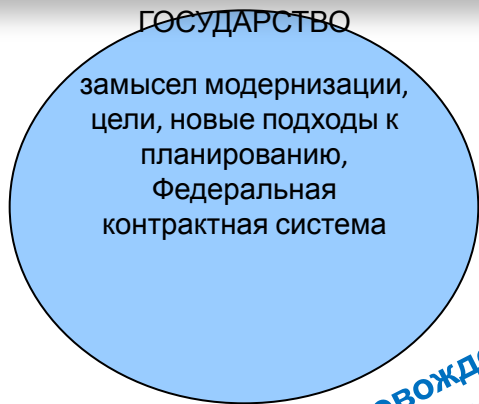 ГОСУДАРСТВО
замысел модернизации,
цели, новые подходы к
планированию,
Федеральная
контрактная система